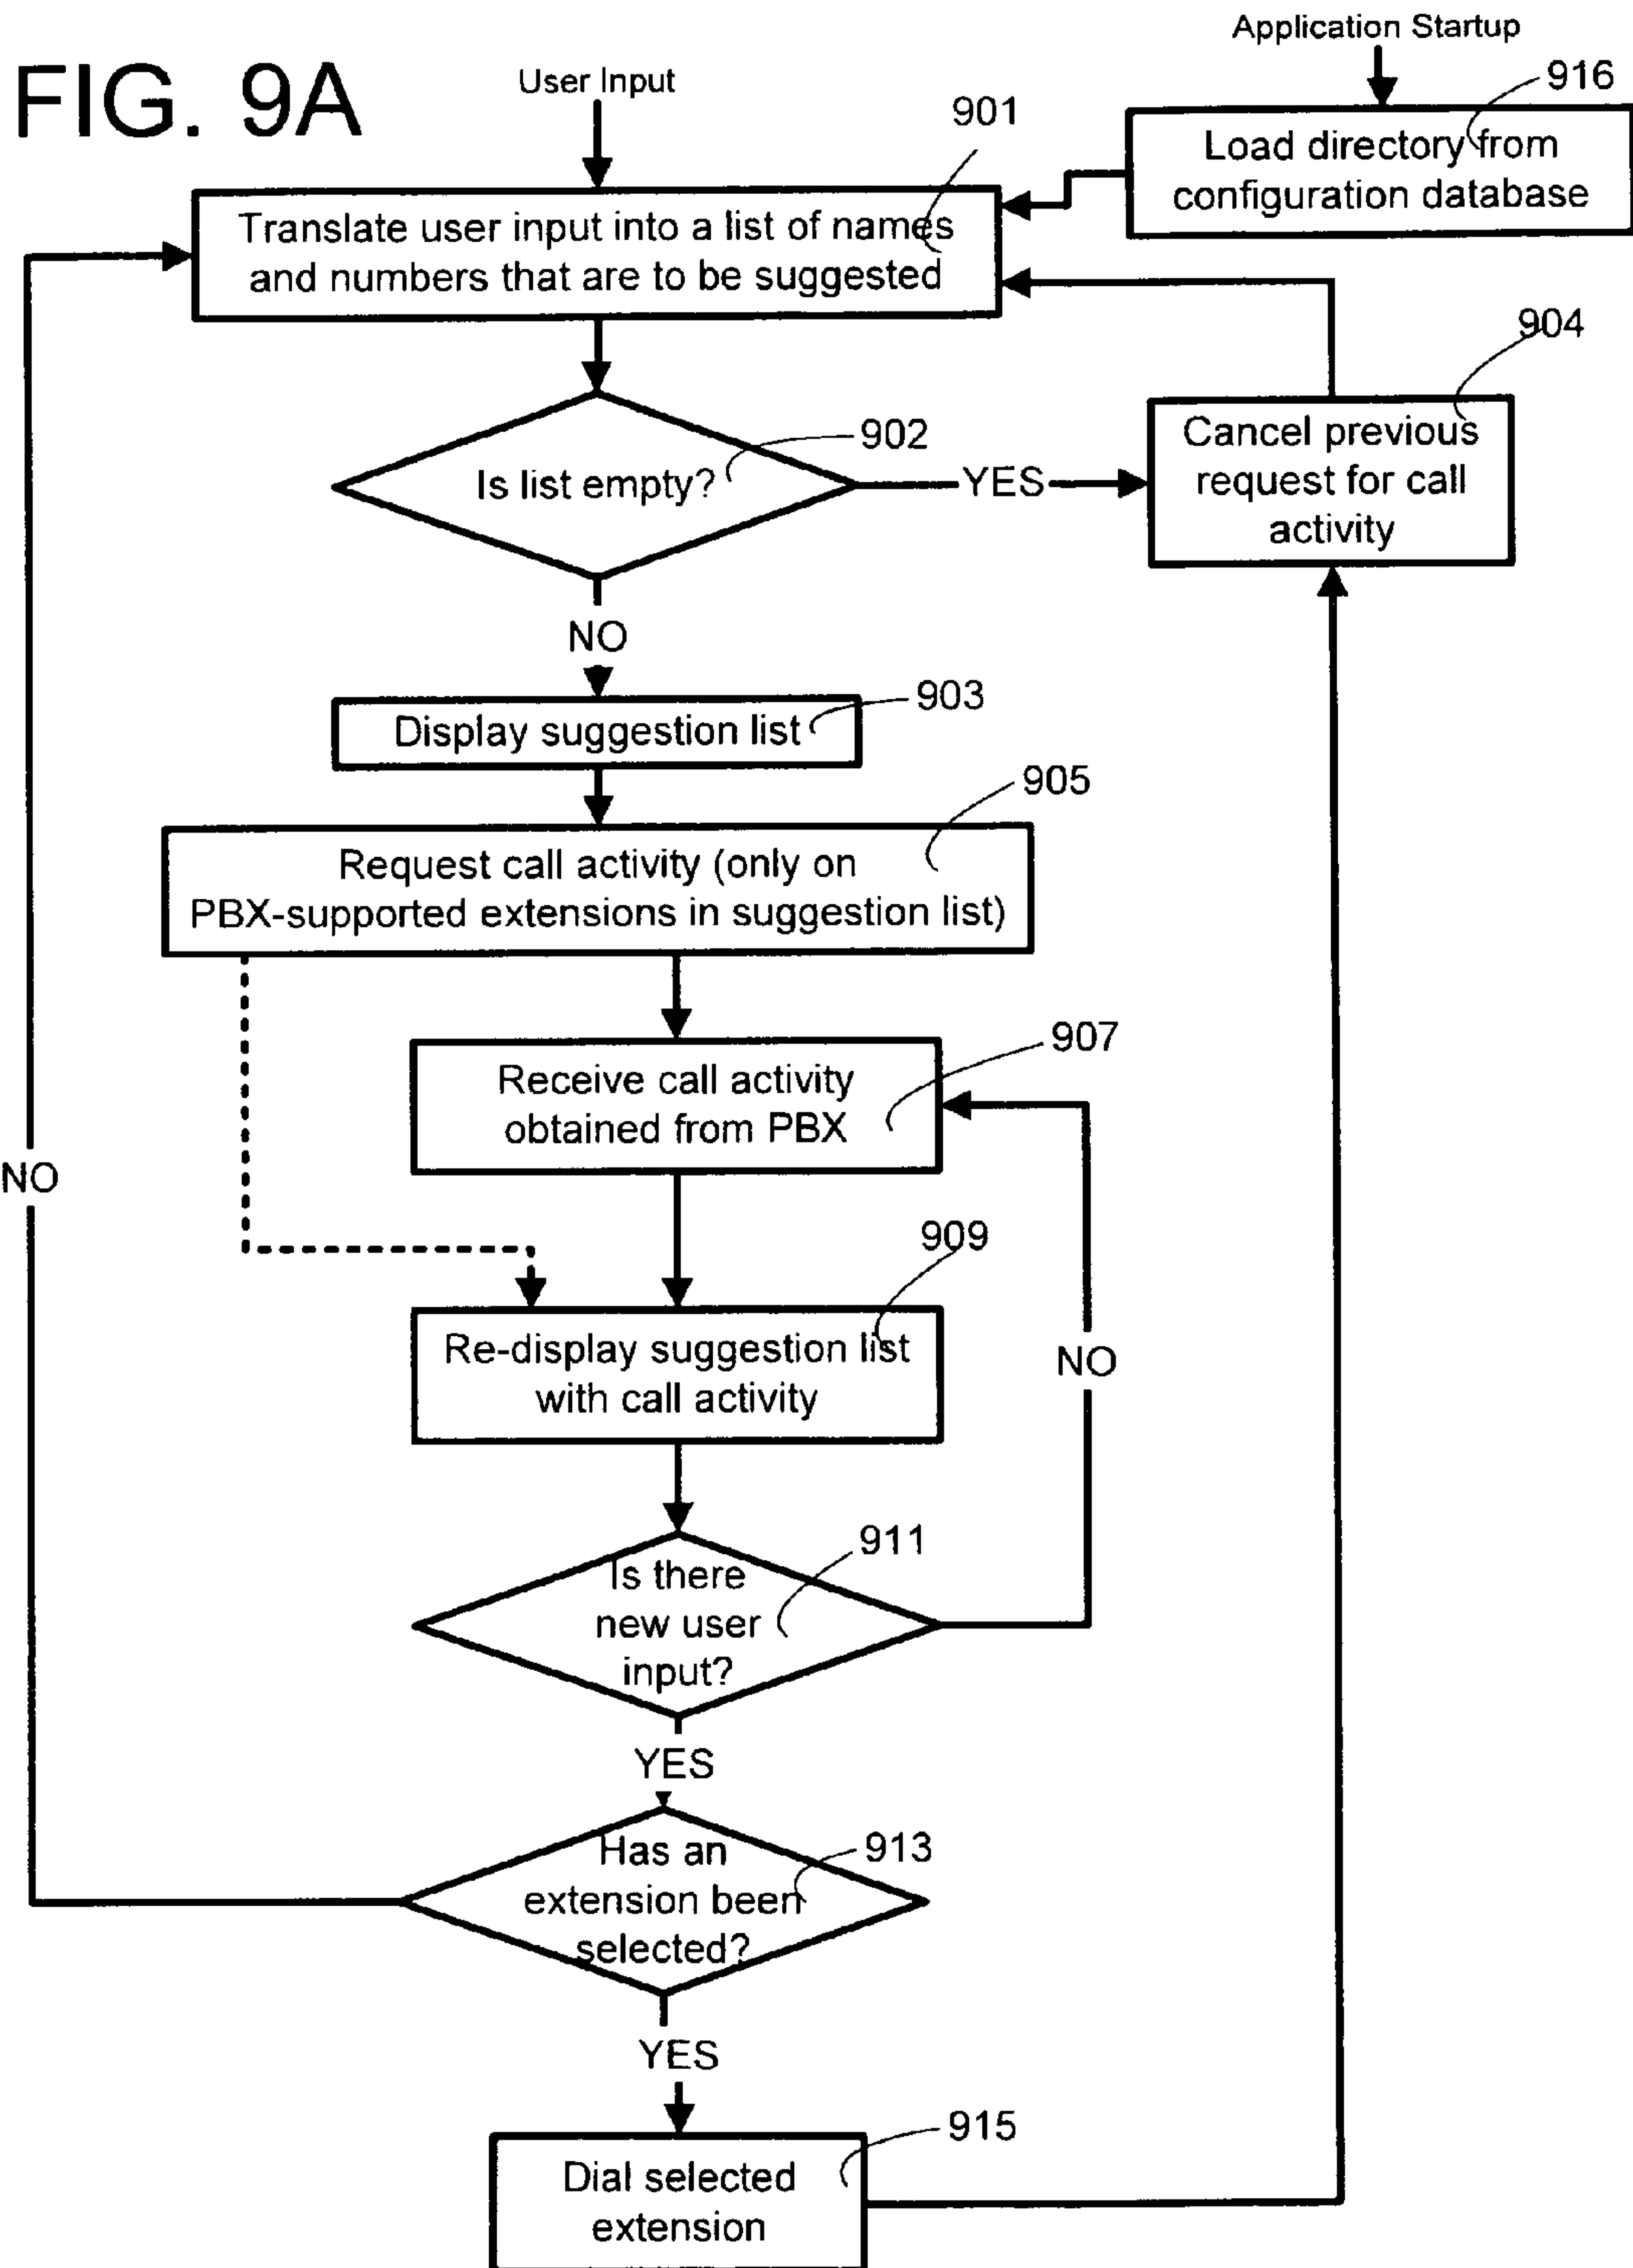 Application Startup
FIG. 9A
User Input
916
901
Load directory from
configuration database
Translate user input into a list of names
and numbers that are to be suggested
904
902
Is list empty?
YES
Cancel previous
request for call
activity
NO
903
Display suggestion list
905
Request call activity (only on
PBX-supported extensions in suggestion list)
907
Receive call activity
obtained from PBX
NO
909
Re-display suggestion list
with call activity
NO
911
Is there
new user
input?
YES
913
Has an
extension been
selected?
YES
915
Dial selected
extension